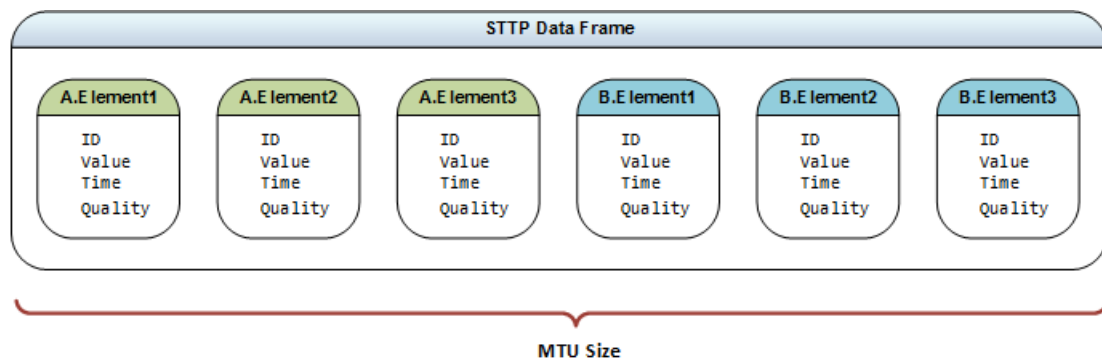 STTP Data Frame
A.Element1 A.Element2 A.Element3 B.Element1 B.Element2 B.Element3
ID ID ID ID ID ID
Value Value Value Value Value Value
Time Time Time Time Time Time
Quality Quality Quality Quality Quality Quality
MTU Size